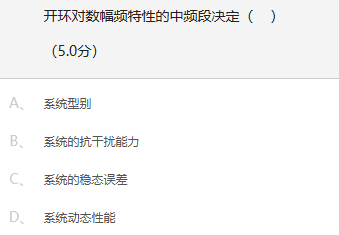 开环对数幅频特性的中频段决定（ ）
（5.0分）
A、 系统型别
B、 系统的抗干扰能力
C、 系统的稳态误差
D、 系统动态性能